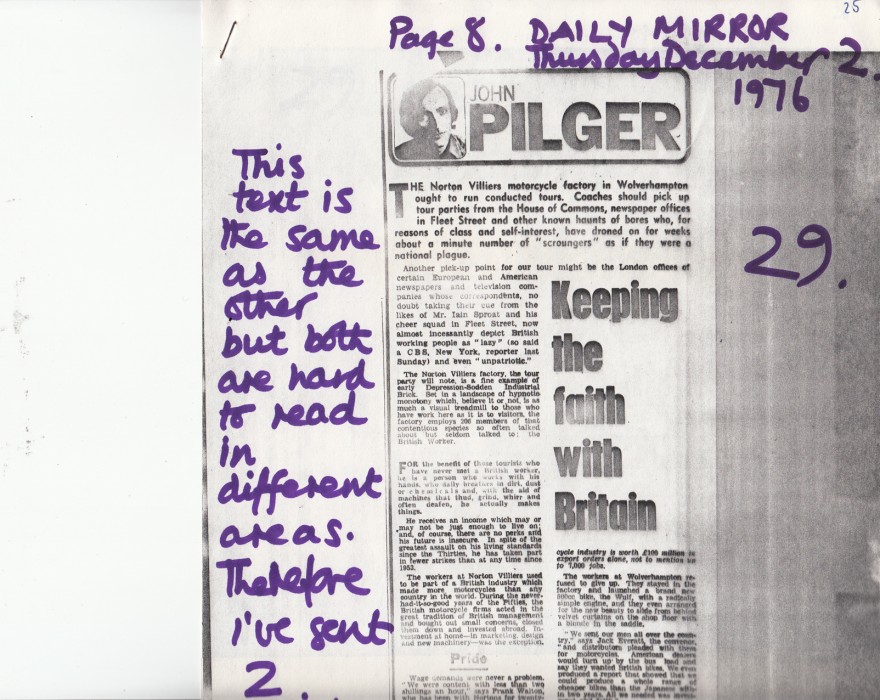 25
Page 8. DAILY MIRROR
Thursday December 2.
1976
29.
This
text is
the same
as the
other
but both
are hard
to read
in
different
areas.
Therefore
I've sent
2...
JOHN
PILGER
THE Norton Villiers motorcycle factory in Wolverhampton
ought to run conducted tours. Coaches should pick up
tour parties from the House of Commons, newspaper offices
in Fleet Street and other known haunts of bores who, for
reasons of class and self-interest, have droned on for weeks
about a minute number of "scroungers" as if they were a
national plague.
Another pick-up point for our tour might be the London offices of
certain European and American
newspapers and television com-
panies whose correspondents, no
doubt taking their cue from the
likes of Mr. Iain Sproat and his
cheer squad in Fleet Street, now
almost incessantly depict British
working people as "lazy" (so said
a CBS, New York, reporter last
Sunday) and even "unpatriotic."
The Norton Villiers factory, the tour
party will note, is a fine example of
early Depression-Sodden Industrial
Brick. Set in a landscape of hypnotic
monotony which, believe it or not, is as
much a visual treadmill to those who
have work here as it is to visitors, the
factory employs 296 members of that
contentious species so often talked
about but seldom talked to: the
British Worker.
FOR the benefit of those tourists who
have never met a British worker,
he is a person who works with his
hands, who daily breathes in dirt, dust
or chemicals and, with the aid of
machines that thud, grind, whirr and
often deafen, he actually makes
things.
He receives an income which may or
may not be just enough to live on;
and, of course, there are no perks and
his future is insecure. In spite of the
greatest assault on his living standards
since the Thirties, he has taken part
in fewer strikes than at any time since
1953.
The workers at Norton Villiers used
to be part of a British industry which
made more motorcycles than any
country in the world. During the never-
had-it-so-good years of the Fifties, the
British motorcycle firms acted in the
great tradition of British management
and bought out small concerns, closed
them down and invested abroad. In-
vestment at home—in marketing, design
and new machinery—was the exception.
Pride
Wage demands were never a problem.
"We were content with less than two
shillings an hour," says Frank Walton,
who has been with Nortons for twenty-
Keeping
the
faith
with
Britain
cycle industry is worth £100 million in
export orders alone, not to mention up
to 7,000 jobs.
The workers at Wolverhampton re-
fused to give up. They stayed in the
factory and launched a brand new
500cc bike, the Wulf, with a radically
simple engine, and they even arranged
for the new beauty to slide from behind
velvet curtains on the shop floor with
a blonde in the saddle.
"We sent our men all over the coun-
try," says Jack Everett, the convener,
"and distributors pleaded with them
for motorcycles. American dealers
would turn up by the bus load and
say they wanted British bikes. We even
produced a report that showed that we
could produce a whole range of
cheaper bikes than the Japanese
in two years. All we needed was